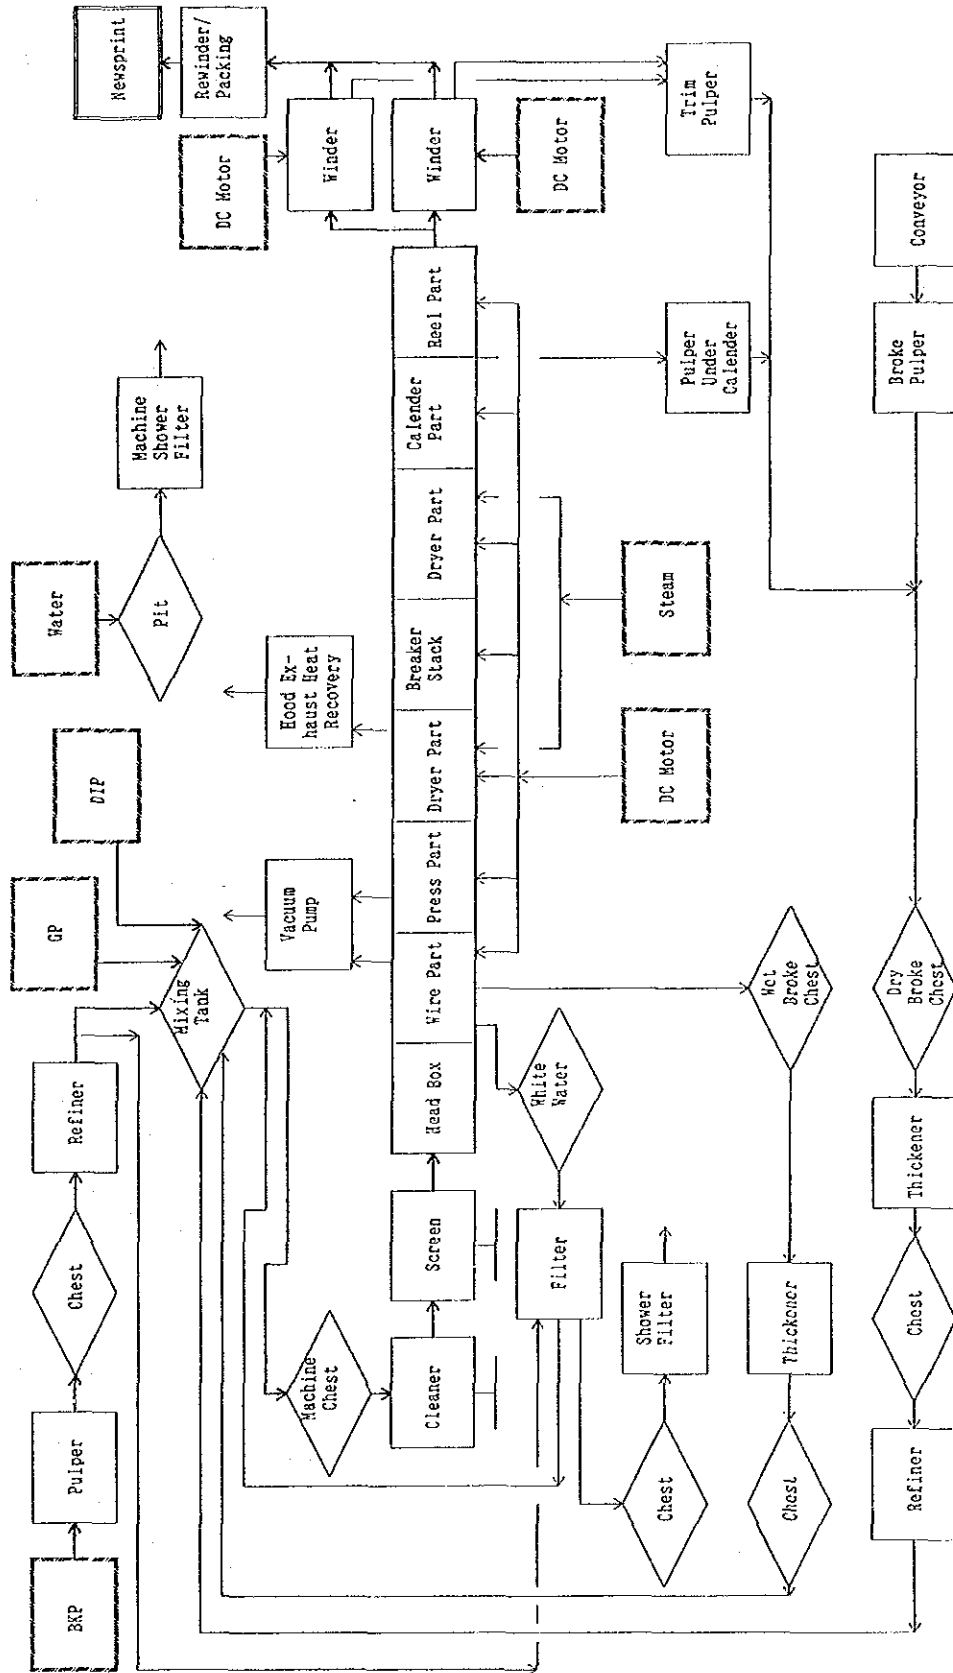 BKP
Pulper
Chest
Refiner
GP
DIP
Mixing
Tank
Water
Pit
Machine
Shower
Filter
Newsprint
Rewinder/
Packing
DC Motor
Winder
Winder
DC Motor
Trim
Pulper
Vacuum
Pump
Hood Ex-
haust Heat
Recovery
Machine
Chest
Cleaner
Screen
Head Box
Wire Part
Press Part
Dryer Part
Breaker
Stack
Dryer Part
Calender
Part
Reel Part
White
Water
Filter
Chest
Shower
Filter
DC Motor
Steam
Pulper
Under
Calender
Wet
Broke
Chest
Thickener
Chest
Conveyor
Broke
Pulper
Dry
Broke
Chest
Thickener
Chest
Refiner